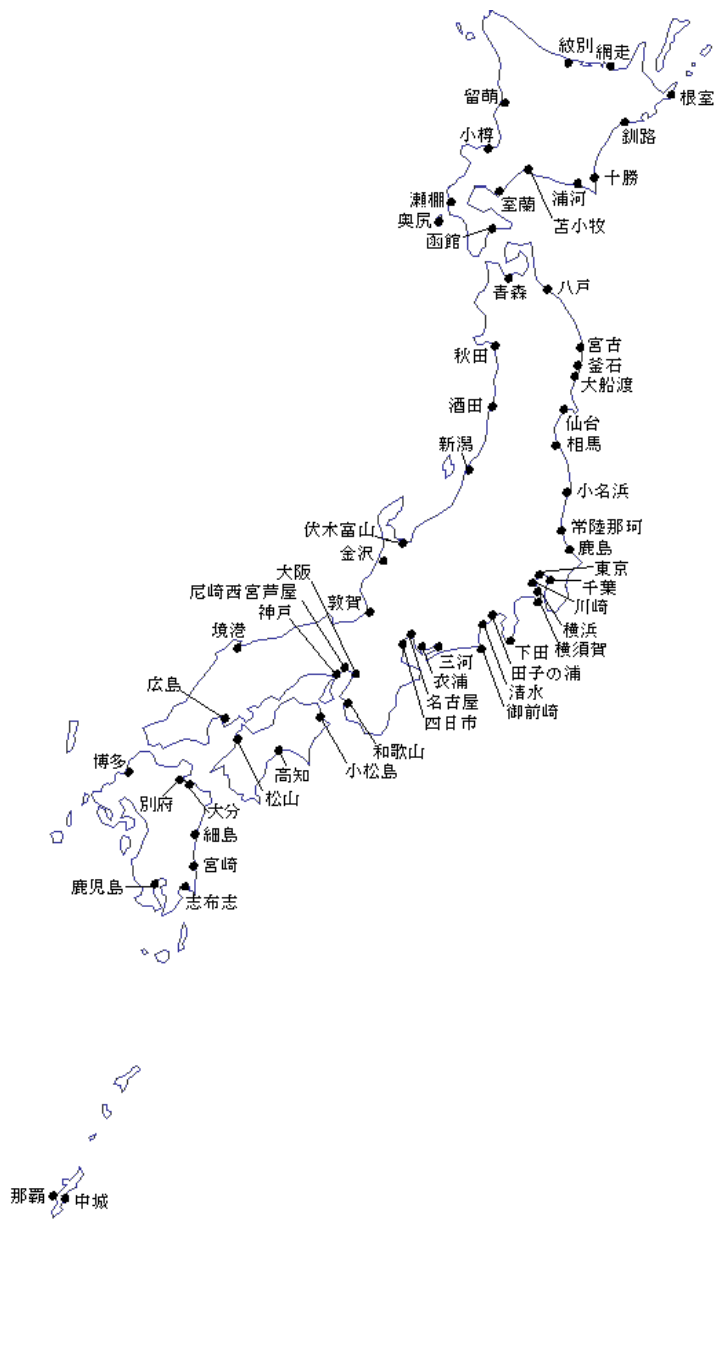 紋別
網走
留萌
根室
小樽
釧路
十勝
瀬棚
浦河
室蘭
奥尻
苫小牧
函館
八戸
青森
宮古
秋田
釜石
大船渡
酒田
仙台
新潟
相馬
小名浜
常陸那珂
伏木富山
鹿島
金沢
東京
大阪
千葉
尼崎西宮芦屋
敦賀
川崎
神戸
横浜
境港
横須賀
下田
三河
田子の浦
衣浦
広島
清水
名古屋
御前崎
四日市
和歌山
博多
小松島
高知
松山
別府
大分
細島
宮崎
鹿児島
志布志
那覇
中城